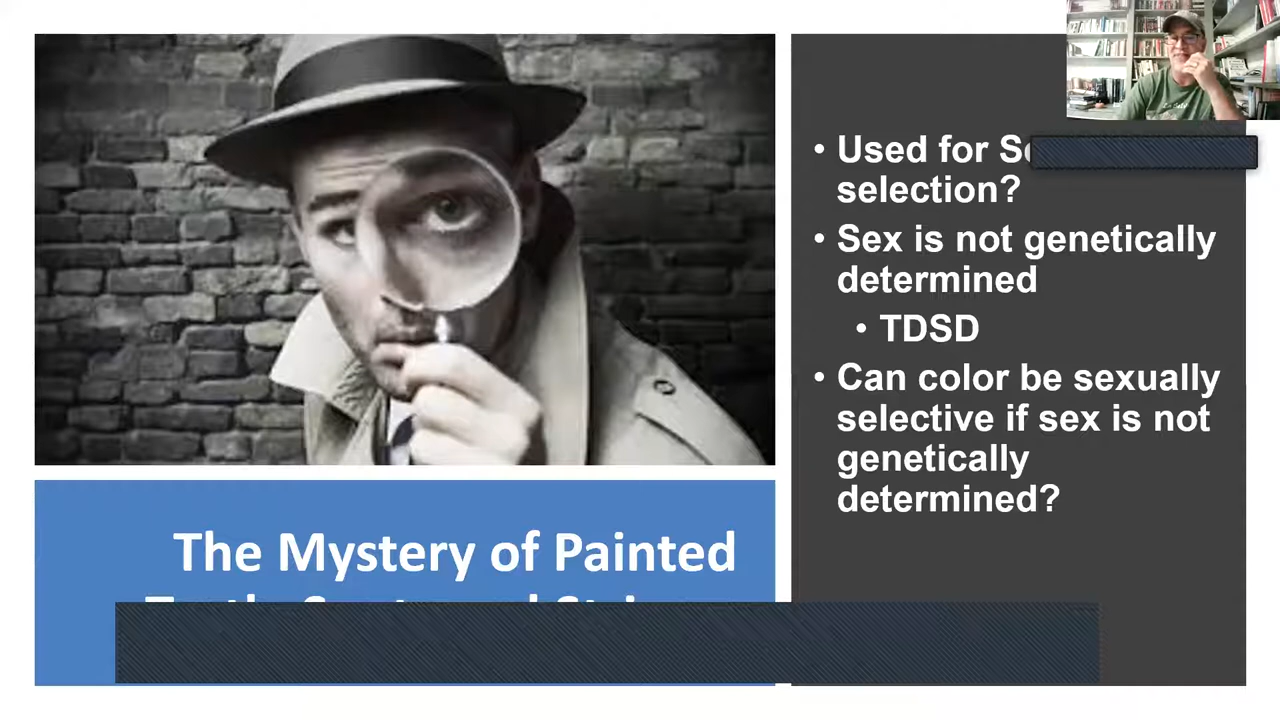 • Used for
selection?
• Sex is not genetically
determined
• TDSD
• Can color be sexually
selective if sex is not
genetically
determined?
The Mystery of Painted